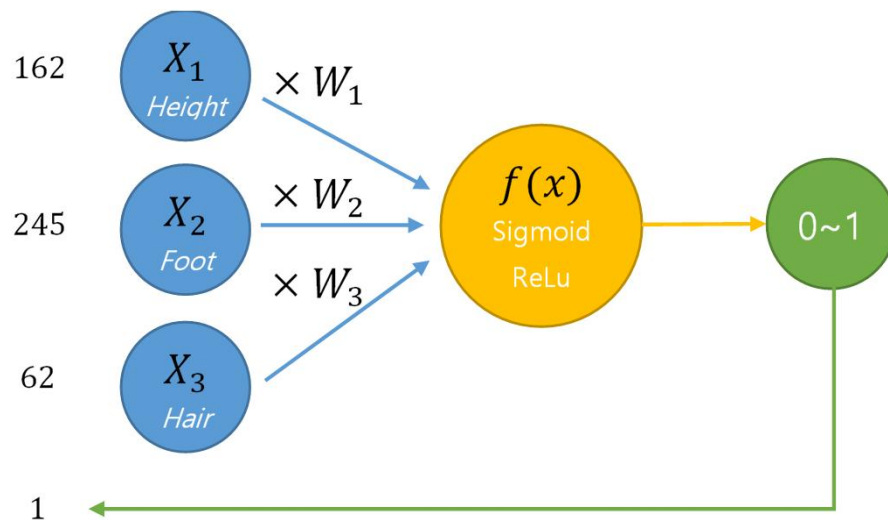 162
X₁
Height
× W₁
245
X₂
Foot
× W₂
f(x)
Sigmoid
ReLu
0~1
× W₃
62
X₃
Hair
1